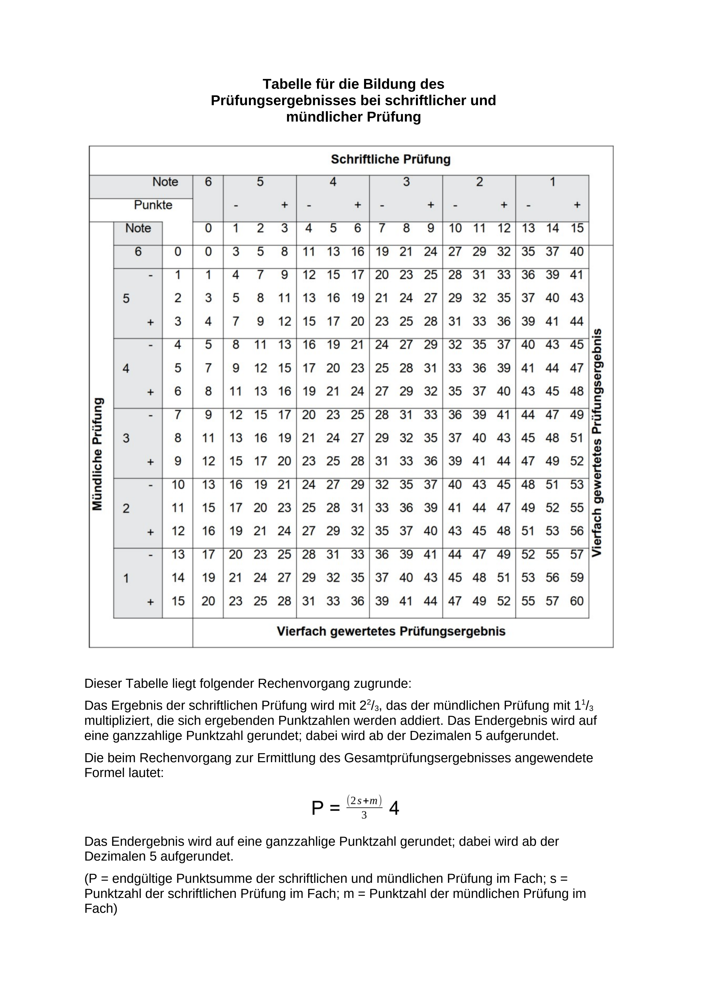 Tabelle für die Bildung des
Prüfungsergebnisses bei schriftlicher und
mündlicher Prüfung
Schriftliche Prüfung
Note 6 5 4 3 2 1
Punkte - + - + - + - + - +
Note 0 1 2 3 4 5 6 7 8 9 10 11 12 13 14 15
6 0 0 3 5 8 11 13 16 19 21 24 27 29 32 35 37 40
- 1 1 4 7 9 12 15 17 20 23 25 28 31 33 36 39 41
5 2 3 5 8 11 13 16 19 21 24 27 29 32 35 37 40 43
+ 3 4 7 9 12 15 17 20 23 25 28 31 33 36 39 41 44
- 4 5 8 11 13 16 19 21 24 27 29 32 35 37 40 43 45
4 5 7 9 12 15 17 20 23 25 28 31 33 36 39 41 44 47
+ 6 8 11 13 16 19 21 24 27 29 32 35 37 40 43 45 48
- 7 9 12 15 17 20 23 25 28 31 33 36 39 41 44 47 49
3 8 11 13 16 19 21 24 27 29 32 35 37 40 43 45 48 51
+ 9 12 15 17 20 23 25 28 31 33 36 39 41 44 47 49 52
- 10 13 16 19 21 24 27 29 32 35 37 40 43 45 48 51 53
2 11 15 17 20 23 25 28 31 33 36 39 41 44 47 49 52 55
+ 12 16 19 21 24 27 29 32 35 37 40 43 45 48 51 53 56
- 13 17 20 23 25 28 31 33 36 39 41 44 47 49 52 55 57
1 14 19 21 24 27 29 32 35 37 40 43 45 48 51 53 56 59
+ 15 20 23 25 28 31 33 36 39 41 44 47 49 52 55 57 60
Mündliche Prüfung
Vierfach gewertetes Prüfungsergebnis
Vierfach gewertetes Prüfungsergebnis
Dieser Tabelle liegt folgender Rechenvorgang zugrunde:
Das Ergebnis der schriftlichen Prüfung wird mit 2²/₃, das der mündlichen Prüfung mit 1¹/₃
multipliziert, die sich ergebenden Punktzahlen werden addiert. Das Endergebnis wird auf
eine ganzzahlige Punktzahl gerundet; dabei wird ab der Dezimalen 5 aufgerundet.
Die beim Rechenvorgang zur Ermittlung des Gesamtprüfungsergebnisses angewendete
Formel lautet:
P = (2s+m)/3 4
Das Endergebnis wird auf eine ganzzahlige Punktzahl gerundet; dabei wird ab der
Dezimalen 5 aufgerundet.
(P = endgültige Punktsumme der schriftlichen und mündlichen Prüfung im Fach; s =
Punktzahl der schriftlichen Prüfung im Fach; m = Punktzahl der mündlichen Prüfung im
Fach)